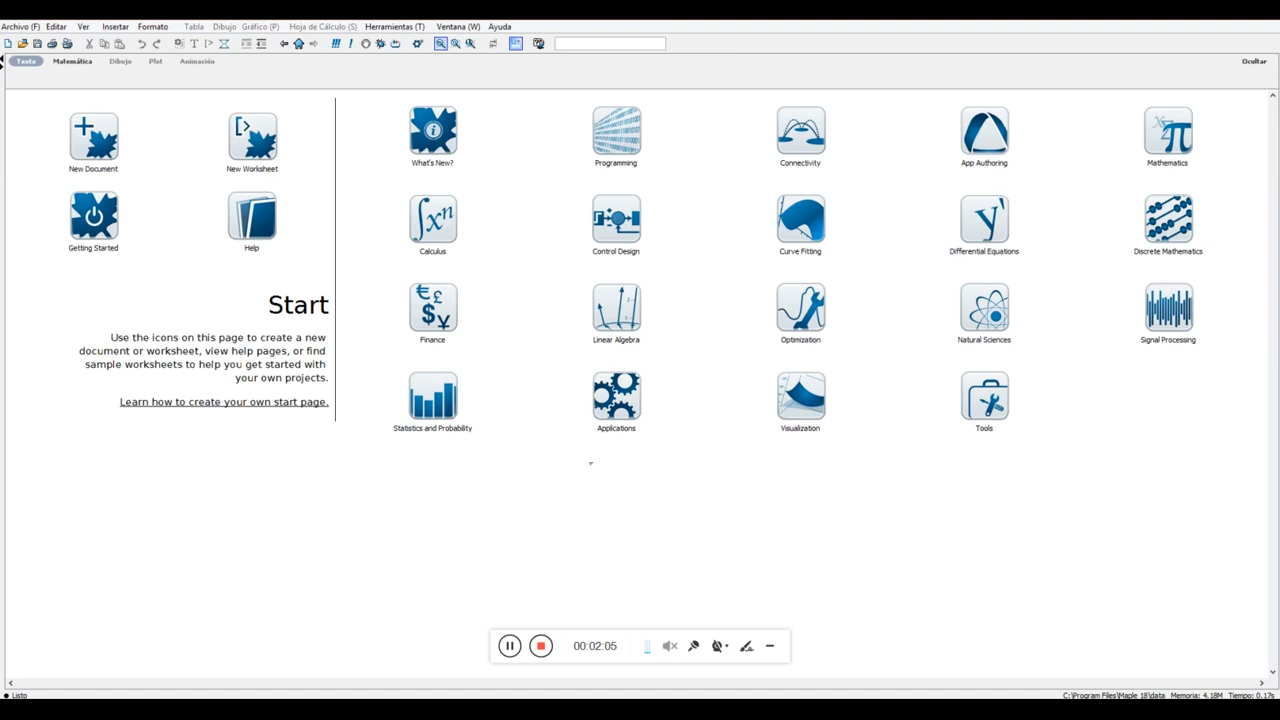 Archivo (F) Editar Ver Insertar Formato Tabla Dibujo Gráfico (P) Hoja de Cálculo (S) Herramientas (T) Ventana (W) Ayuda
Texto Matemática Dibujo Plot Animación Ocultar
New Document New Worksheet
Getting Started Help
Start
Use the icons on this page to create a new
document or worksheet, view help pages, or find
sample worksheets to help you get started with
your own projects.
Learn how to create your own start page.
What's New? Programming Connectivity App Authoring Mathematics
Calculus Control Design Curve Fitting Differential Equations Discrete Mathematics
Finance Linear Algebra Optimization Natural Sciences Signal Processing
Statistics and Probability Applications Visualization Tools
00:02:05
Listo C:\Program Files\Maple 18\data Memoria: 4.18M Tiempo: 0.17s